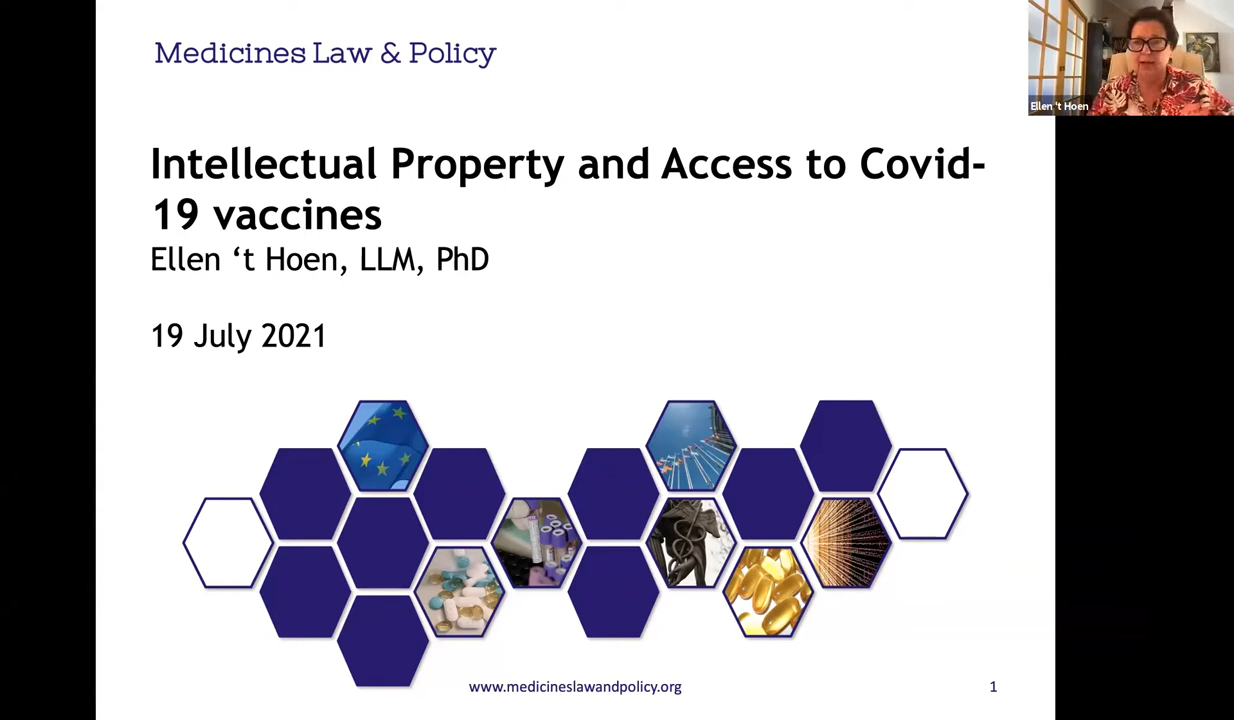 Medicines Law & Policy
Ellen 't Hoen
Intellectual Property and Access to Covid-
19 vaccines
Ellen ‘t Hoen, LLM, PhD
19 July 2021
www.medicineslawandpolicy.org
1